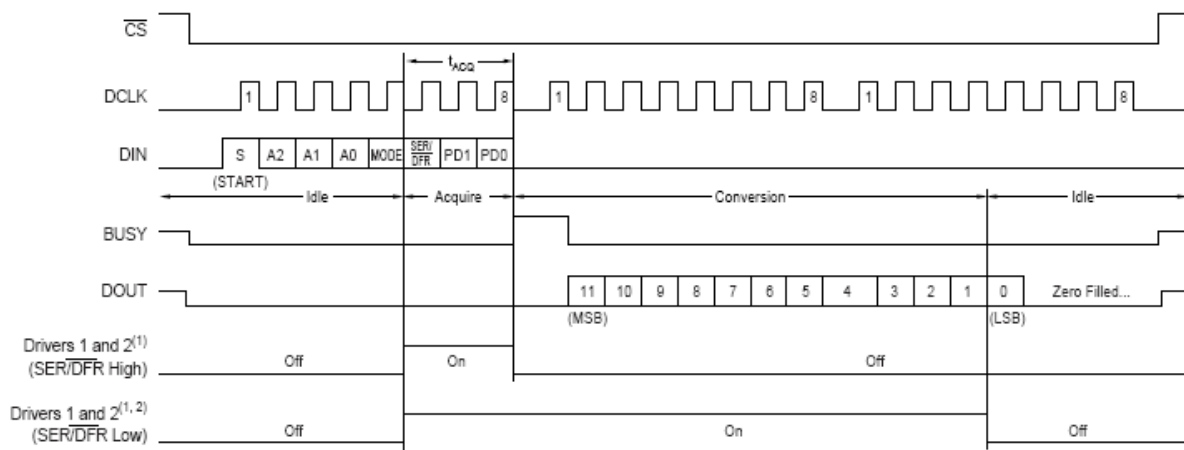 CS
tACQ
DCLK 1 8 1 8 1 8
DIN S A2 A1 A0 MODE SER/DFR PD1 PD0
(START)
Idle Acquire Conversion Idle
BUSY
DOUT 11 10 9 8 7 6 5 4 3 2 1 0 Zero Filled...
(MSB) (LSB)
Drivers 1 and 2(1)
(SER/DFR High) Off On Off
Drivers 1 and 2(1, 2)
(SER/DFR Low) Off On Off